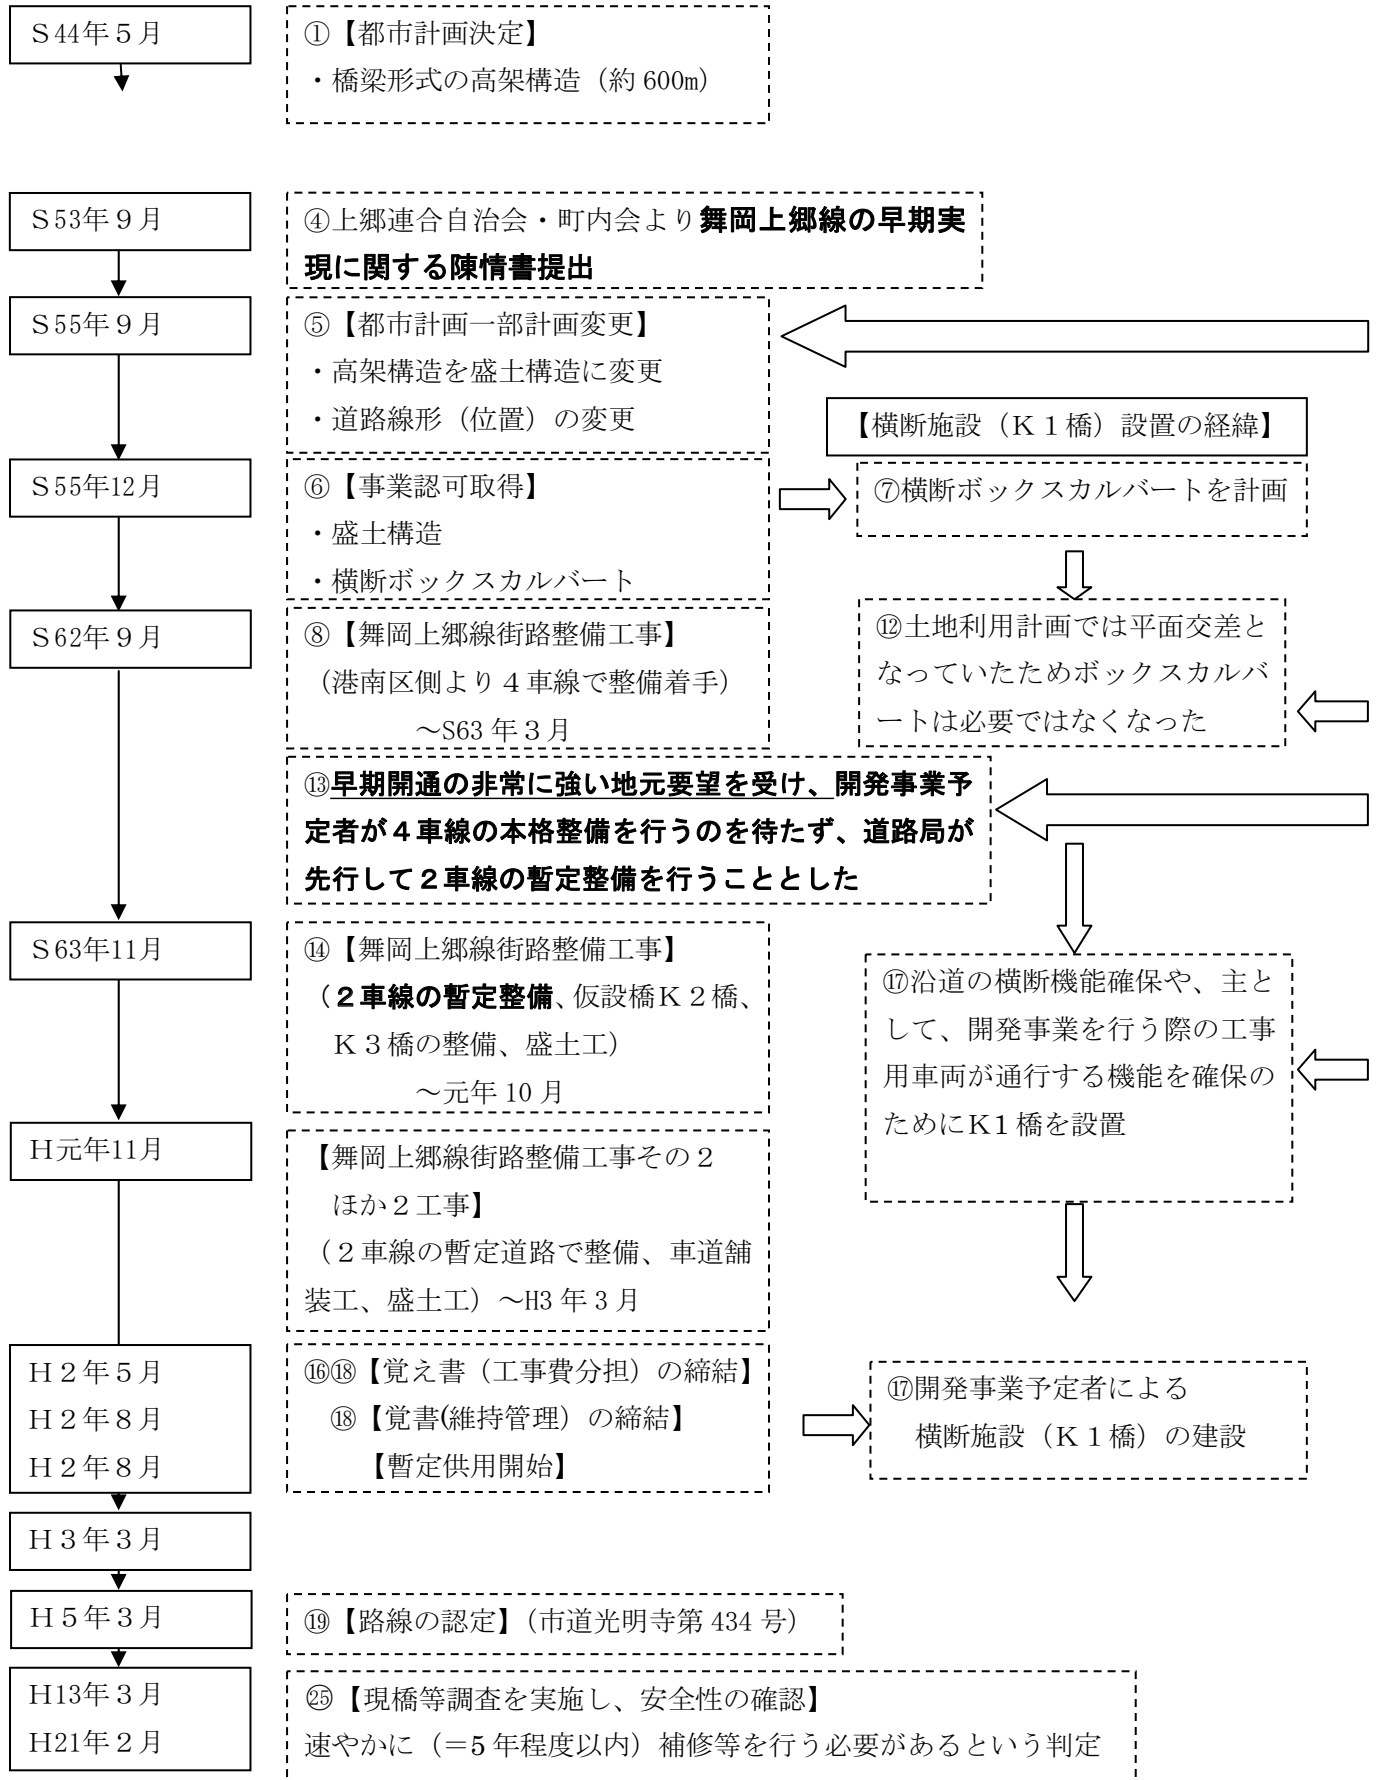 Ｓ44年５月
①【都市計画決定】
・橋梁形式の高架構造（約 600m）
Ｓ53年９月
④上郷連合自治会・町内会より舞岡上郷線の早期実
現に関する陳情書提出
Ｓ55年９月
⑤【都市計画一部計画変更】
・高架構造を盛土構造に変更
・道路線形（位置）の変更
【横断施設（Ｋ１橋）設置の経緯】
Ｓ55年12月
⑥【事業認可取得】
・盛土構造
・横断ボックスカルバート
⑦横断ボックスカルバートを計画
Ｓ62年９月
⑧【舞岡上郷線街路整備工事】
（港南区側より４車線で整備着手）
～S63 年３月
⑫土地利用計画では平面交差と
なっていたためボックスカルバ
ートは必要ではなくなった
⑬早期開通の非常に強い地元要望を受け、開発事業予
定者が４車線の本格整備を行うのを待たず、道路局が
先行して２車線の暫定整備を行うこととした
Ｓ63年11月
⑭【舞岡上郷線街路整備工事】
（２車線の暫定整備、仮設橋Ｋ２橋、
Ｋ３橋の整備、盛土工）
～元年 10 月
⑰沿道の横断機能確保や、主と
して、開発事業を行う際の工事
用車両が通行する機能を確保の
ためにK1 橋を設置
Ｈ元年11月
【舞岡上郷線街路整備工事その２
ほか２工事】
（２車線の暫定道路で整備、車道舗
装工、盛土工）～H3 年３月
Ｈ２年５月
Ｈ２年８月
Ｈ２年８月
⑯⑱【覚え書（工事費分担）の締結】
⑱【覚書(維持管理）の締結】
【暫定供用開始】
⑰開発事業予定者による
横断施設（Ｋ１橋）の建設
Ｈ３年３月
Ｈ５年３月
⑲【路線の認定】（市道光明寺第 434 号）
Ｈ13年３月
Ｈ21年２月
㉕【現橋等調査を実施し、安全性の確認】
速やかに（＝5 年程度以内）補修等を行う必要があるという判定